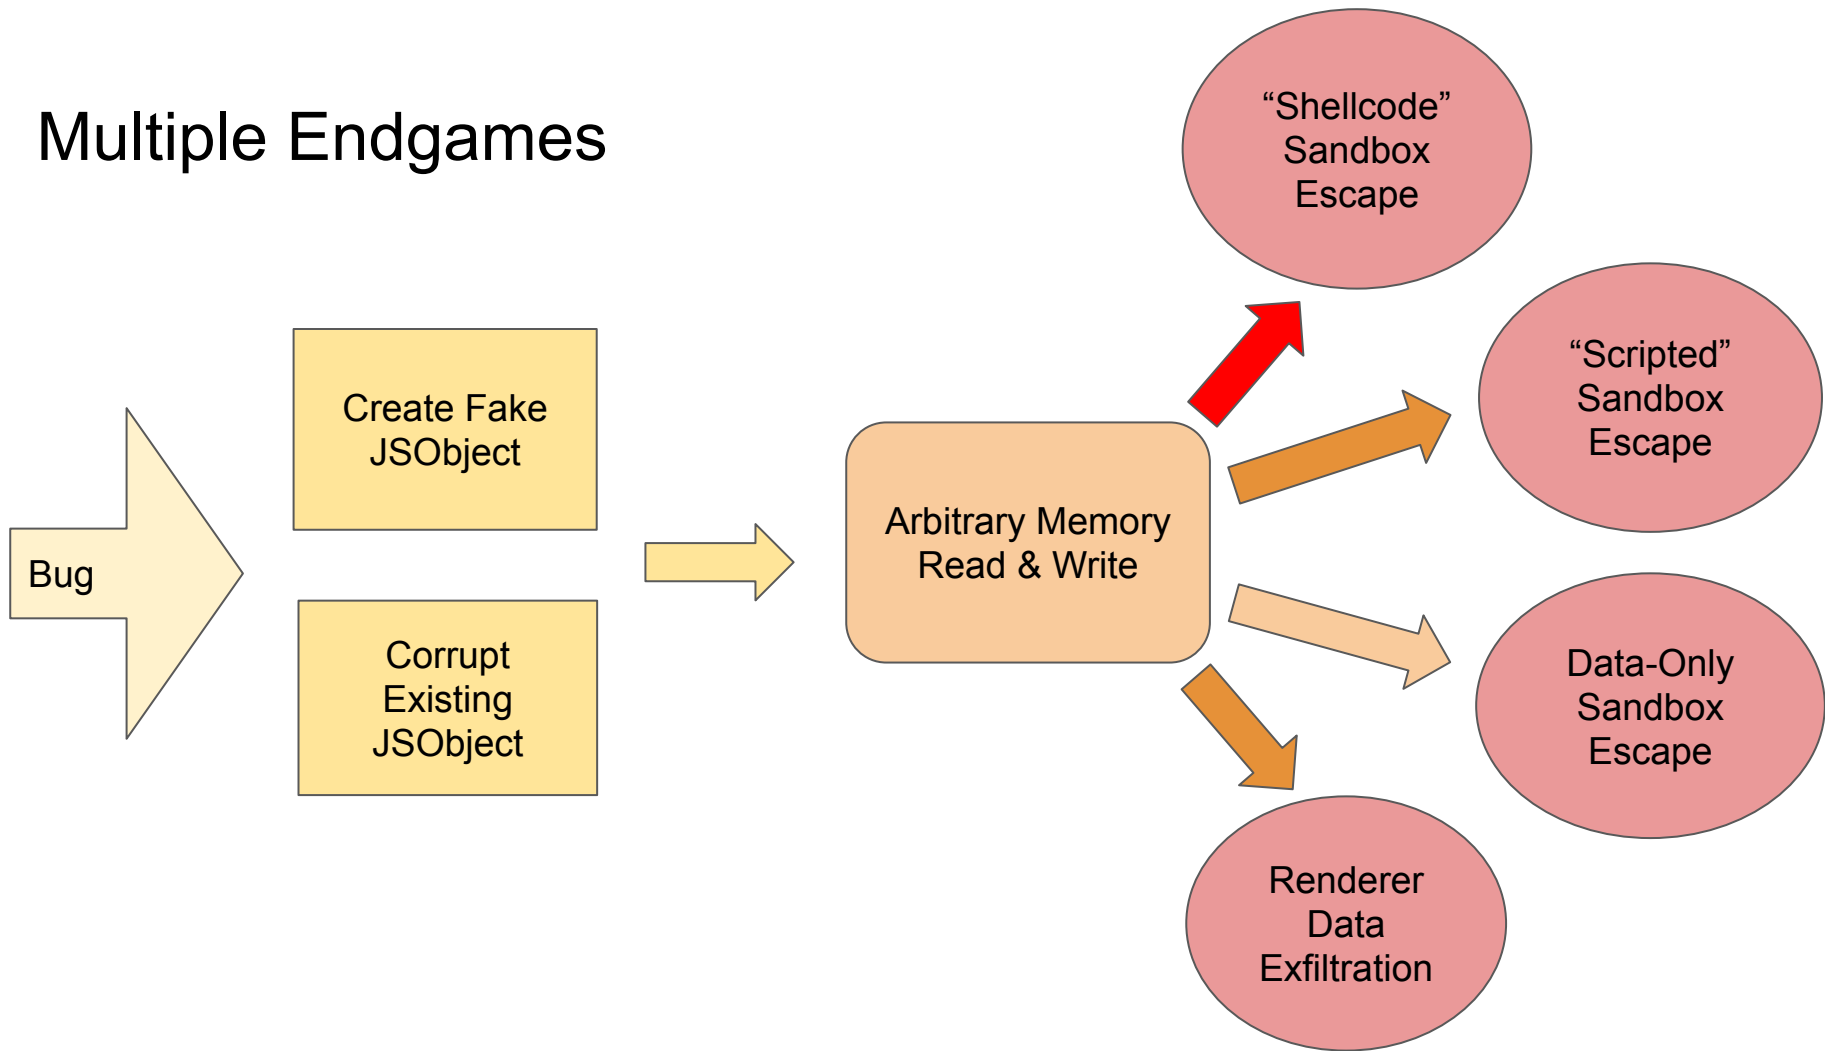 Multiple Endgames
Bug
Create Fake
JSObject
Corrupt
Existing
JSObject
Arbitrary Memory
Read & Write
“Shellcode”
Sandbox
Escape
“Scripted”
Sandbox
Escape
Data-Only
Sandbox
Escape
Renderer
Data
Exfiltration